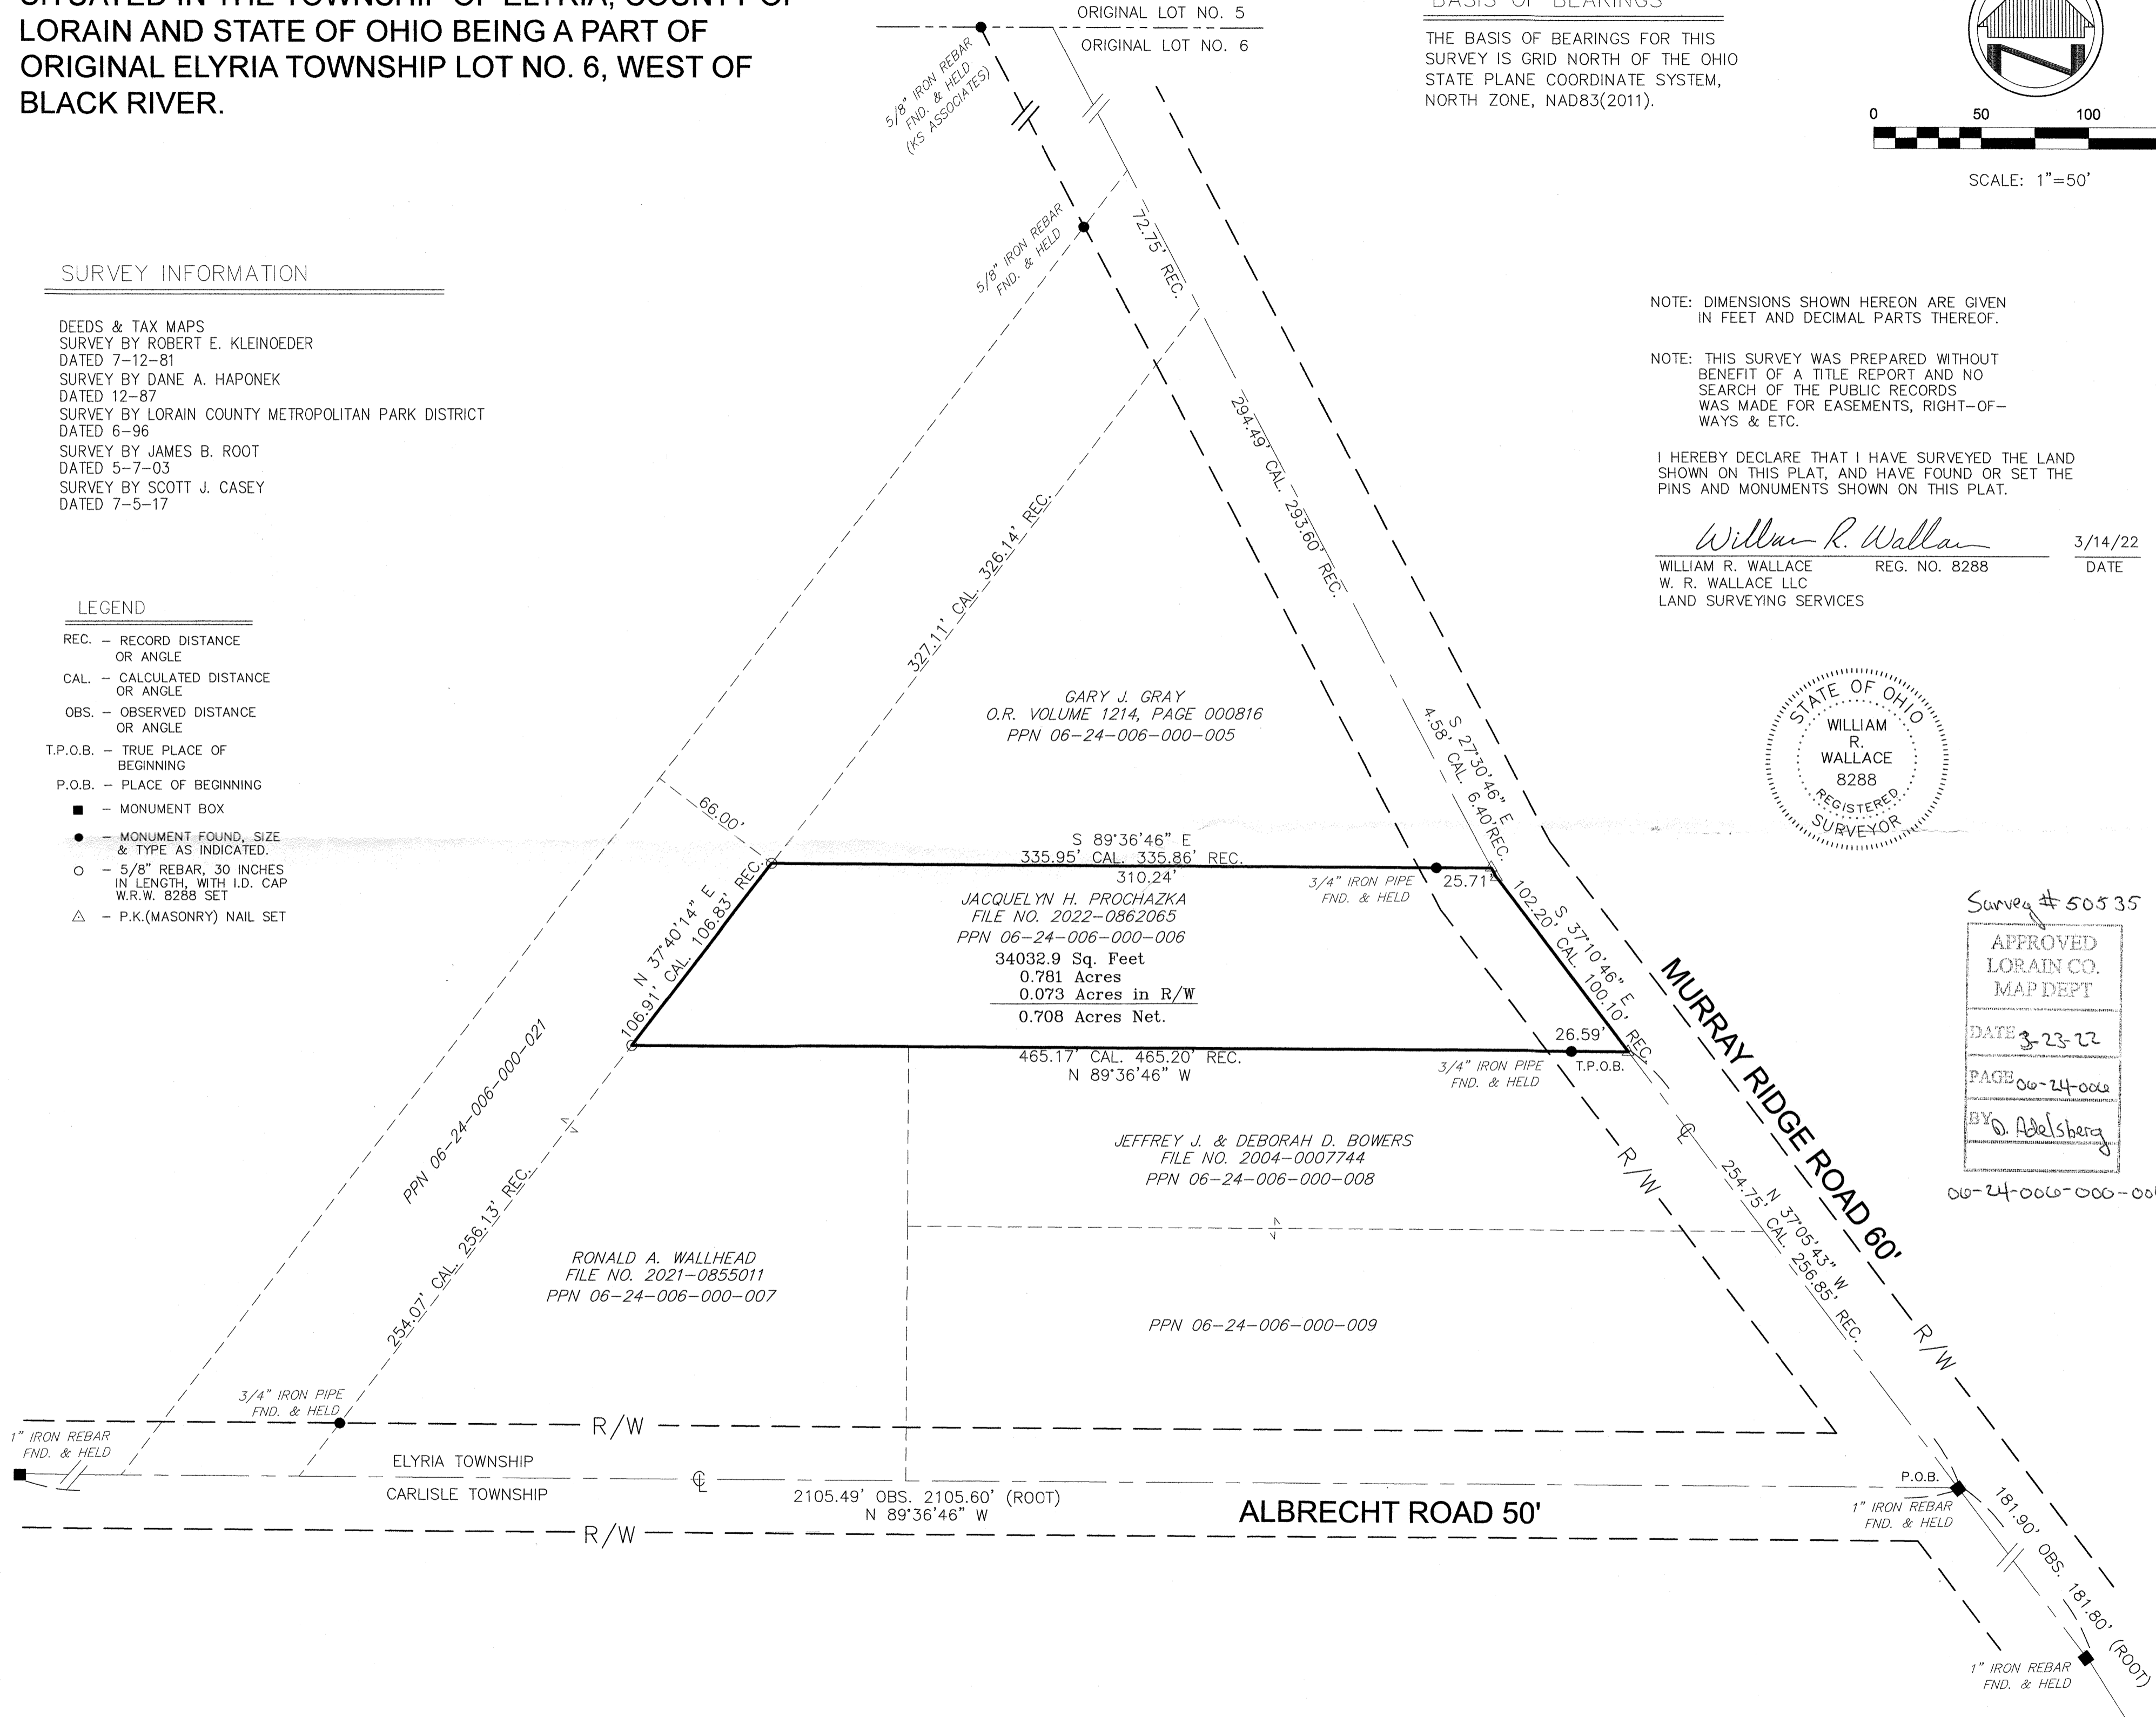 SITUATED IN THE TOWNSHIP OF ELYRIA, COUNTY OF
LORAIN AND STATE OF OHIO BEING A PART OF
ORIGINAL ELYRIA TOWNSHIP LOT NO. 6, WEST OF
BLACK RIVER.
ORIGINAL LOT NO. 5
ORIGINAL LOT NO. 6
5/8" IRON REBAR
FND. & HELD
(KS ASSOCIATES)
BASIS OF BEARINGS
THE BASIS OF BEARINGS FOR THIS
SURVEY IS GRID NORTH OF THE OHIO
STATE PLANE COORDINATE SYSTEM,
NORTH ZONE, NAD83(2011).
0 50 100
SCALE: 1"=50'
SURVEY INFORMATION
DEEDS & TAX MAPS
SURVEY BY ROBERT E. KLEINOEDER
DATED 7-12-81
SURVEY BY DANE A. HAPONEK
DATED 12-87
SURVEY BY LORAIN COUNTY METROPOLITAN PARK DISTRICT
DATED 6-96
SURVEY BY JAMES B. ROOT
DATED 5-7-03
SURVEY BY SCOTT J. CASEY
DATED 7-5-17
5/8" IRON REBAR
FND. & HELD
72.75' REC.
294.49' CAL. 293.60' REC.
327.11' CAL. 326.14' REC.
NOTE: DIMENSIONS SHOWN HEREON ARE GIVEN
IN FEET AND DECIMAL PARTS THEREOF.
NOTE: THIS SURVEY WAS PREPARED WITHOUT
BENEFIT OF A TITLE REPORT AND NO
SEARCH OF THE PUBLIC RECORDS
WAS MADE FOR EASEMENTS, RIGHT-OF-
WAYS & ETC.
I HEREBY DECLARE THAT I HAVE SURVEYED THE LAND
SHOWN ON THIS PLAT, AND HAVE FOUND OR SET THE
PINS AND MONUMENTS SHOWN ON THIS PLAT.
William R. Wallace
3/14/22
WILLIAM R. WALLACE REG. NO. 8288 DATE
W. R. WALLACE LLC
LAND SURVEYING SERVICES
STATE OF OHIO
WILLIAM
R.
WALLACE
8288
REGISTERED
SURVEYOR
LEGEND
REC. - RECORD DISTANCE
OR ANGLE
CAL. - CALCULATED DISTANCE
OR ANGLE
OBS. - OBSERVED DISTANCE
OR ANGLE
T.P.O.B. - TRUE PLACE OF
BEGINNING
P.O.B. - PLACE OF BEGINNING
■ - MONUMENT BOX
● - MONUMENT FOUND, SIZE
& TYPE AS INDICATED.
○ - 5/8" REBAR, 30 INCHES
IN LENGTH, WITH I.D. CAP
W.R.W. 8288 SET
△ - P.K.(MASONRY) NAIL SET
GARY J. GRAY
O.R. VOLUME 1214, PAGE 000816
PPN 06-24-006-000-005
S 27°30'46" E
4.58' CAL. 6.40' REC.
66.00'
S 89°36'46" E
335.95' CAL. 335.86' REC.
310.24'
3/4" IRON PIPE
FND. & HELD
25.71'
N 37°40'14" E
106.91' CAL. 106.83' REC.
JACQUELYN H. PROCHAZKA
FILE NO. 2022-0862065
PPN 06-24-006-000-006
34032.9 Sq. Feet
0.781 Acres
0.073 Acres in R/W
0.708 Acres Net.
S 37°10'46" E
102.20' CAL. 100.10' REC.
26.59'
465.17' CAL. 465.20' REC.
N 89°36'46" W
3/4" IRON PIPE
FND. & HELD
T.P.O.B.
MURRAY RIDGE ROAD 60'
Survey # 50535
APPROVED
LORAIN CO.
MAP DEPT
DATE 3-23-22
PAGE 06-24-006
BY D. Adelsberg
PPN 06-24-006-000-021
254.07' CAL. 256.13' REC.
RONALD A. WALLHEAD
FILE NO. 2021-0855011
PPN 06-24-006-000-007
JEFFREY J. & DEBORAH D. BOWERS
FILE NO. 2004-0007744
PPN 06-24-006-000-008
PPN 06-24-006-000-009
R/W
N 37°05'43" W
254.75' CAL. 256.85' REC.
R/W
3/4" IRON PIPE
FND. & HELD
R/W
1" IRON REBAR
FND. & HELD
ELYRIA TOWNSHIP
CARLISLE TOWNSHIP
2105.49' OBS. 2105.60' (ROOT)
N 89°36'46" W
ALBRECHT ROAD 50'
R/W
P.O.B.
1" IRON REBAR
FND. & HELD
181.90' OBS. 181.80' (ROOT)
1" IRON REBAR
FND. & HELD